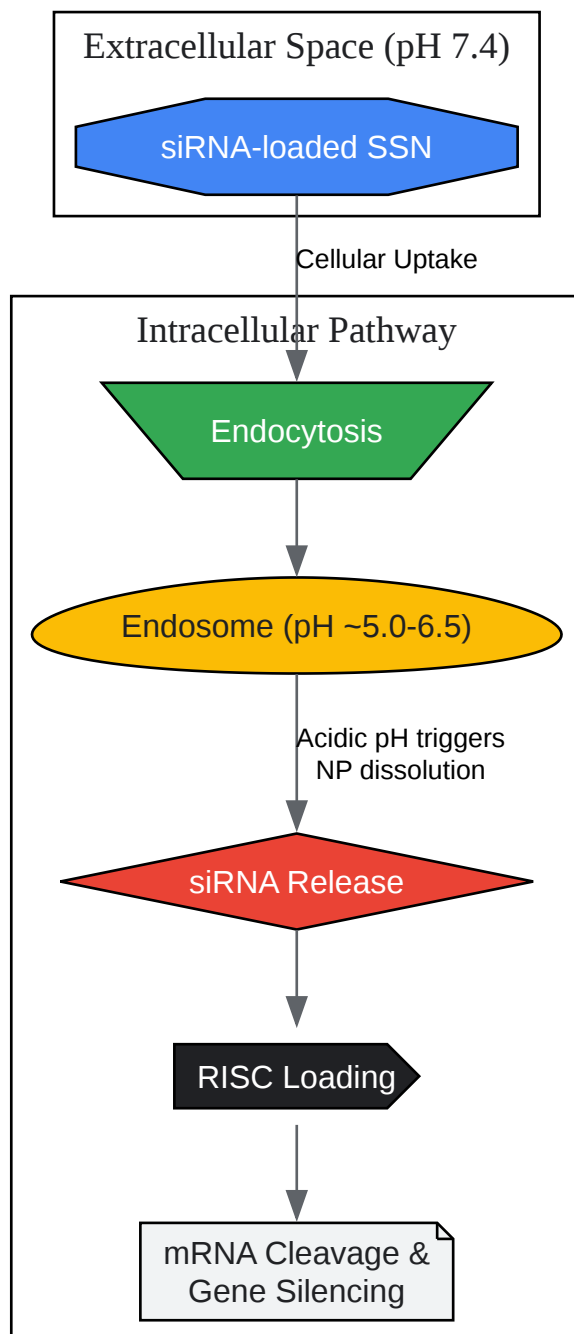 Extracellular Space (pH 7.4)
siRNA-loaded SSN
Cellular Uptake
Intracellular Pathway
Endocytosis
Endosome (pH ~5.0-6.5)
Acidic pH triggers
NP dissolution
siRNA Release
RISC Loading
mRNA Cleavage &
Gene Silencing